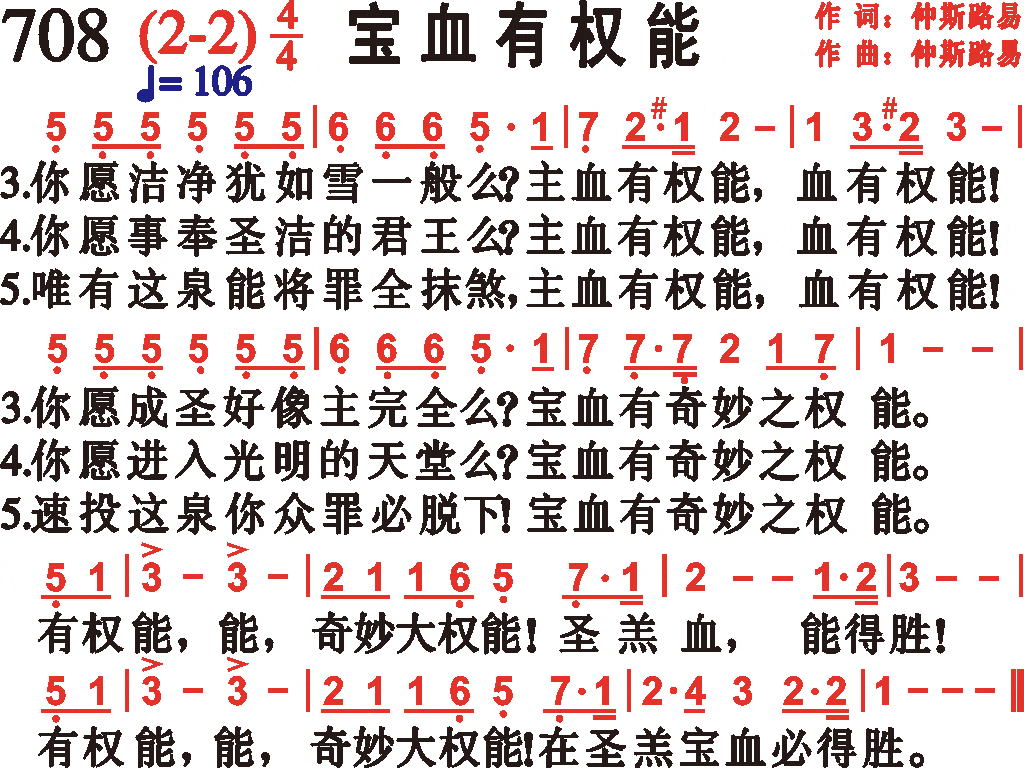 708 (2-2) 4/4 宝血有权能 作 词：仲斯路易
♩= 106 作 曲：仲斯路易
5 5 5 5 5 5 | 6 6 6 5 · 1 | 7 2 #· 1 2 – | 1 3 #· 2 3 – |
3.你愿洁净犹如雪一般么?主血有权能，血有权能!
4.你愿事奉圣洁的君王么?主血有权能，血有权能!
5.唯有这泉能将罪全抹煞,主血有权能，血有权能!
5 5 5 5 5 5 | 6 6 6 5 · 1 | 7 7 · 7 2 1 7 | 1 – – |
3.你愿成圣好像主完全么?宝血有奇妙之权 能。
4.你愿进入光明的天堂么?宝血有奇妙之权 能。
5.速投这泉你众罪必脱下! 宝血有奇妙之权 能。
5 1 | 3 – 3 – | 2 1 1 6 5 7 · 1 | 2 – – 1 · 2 | 3 – – |
有权能，能，奇妙大权能! 圣 羔 血， 能得胜!
5 1 | 3 – 3 – | 2 1 1 6 5 7 · 1 | 2 · 4 3 2 · 2 | 1 – – –
有权能，能，奇妙大权能!在圣羔宝血必得胜。